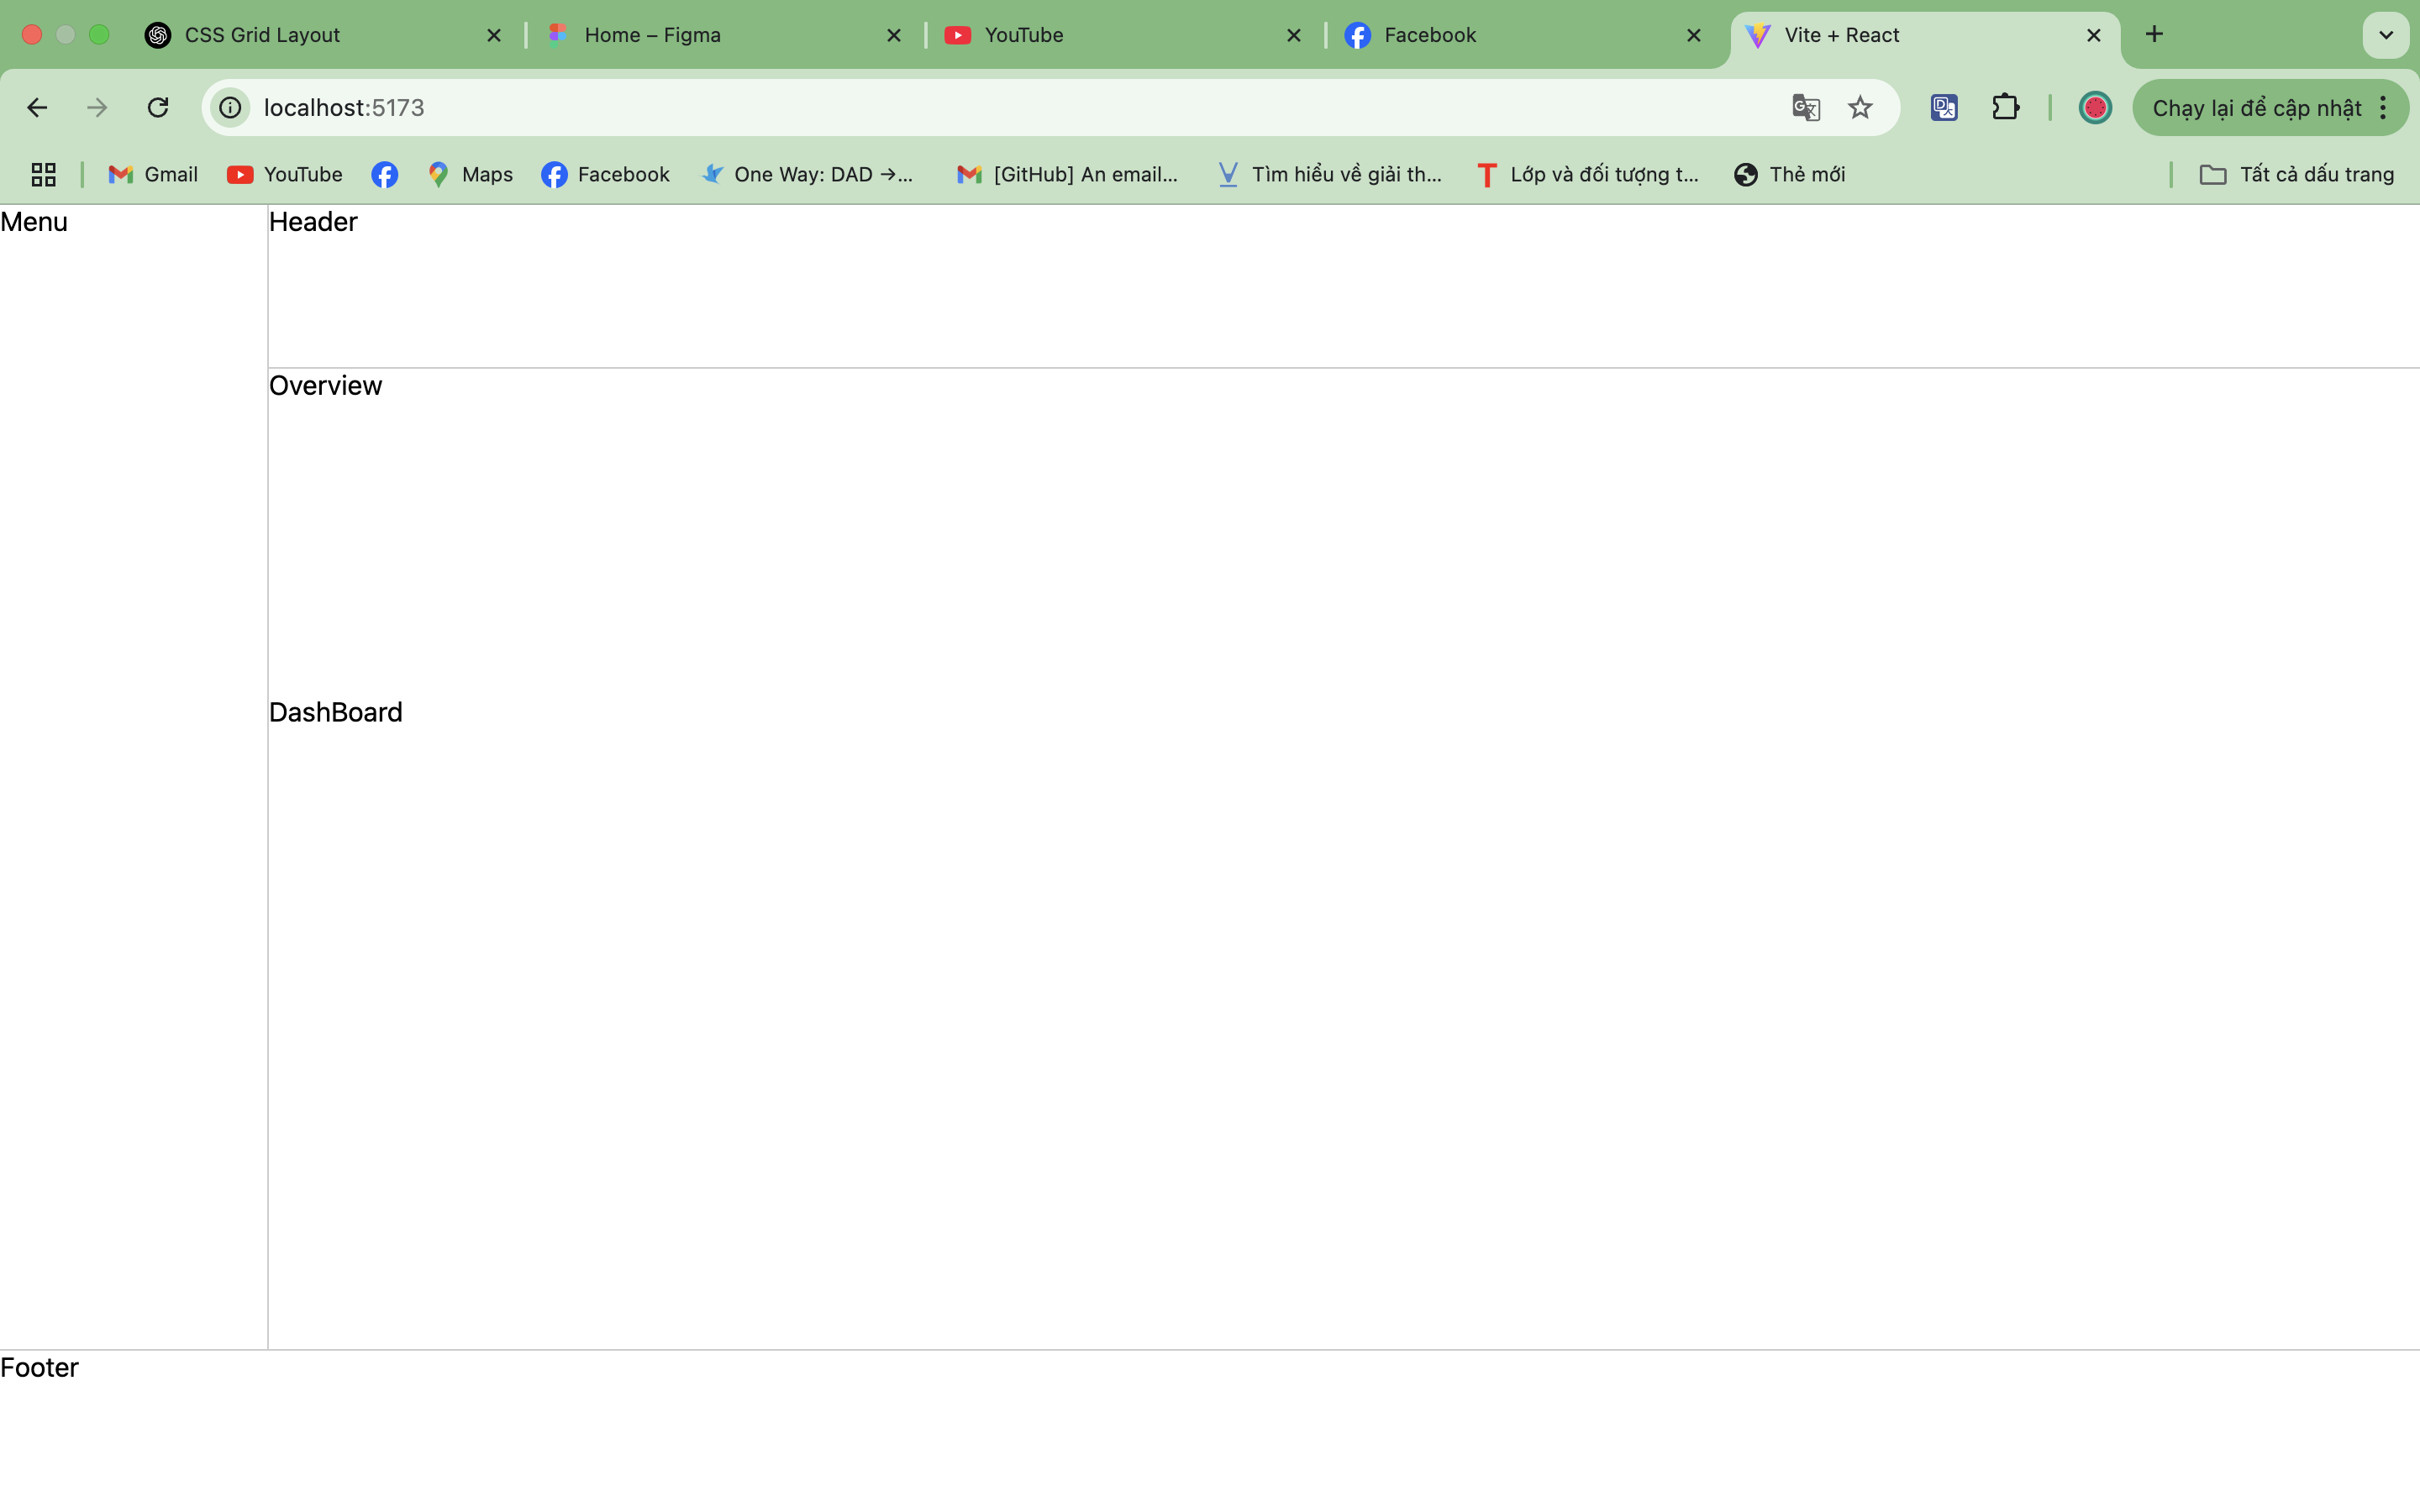 CSS Grid Layout
Home – Figma
YouTube
Facebook
Vite + React
localhost:5173
Chạy lại để cập nhật
Gmail
YouTube
Maps
Facebook
One Way: DAD →...
[GitHub] An email...
Tìm hiểu về giải th...
Lớp và đối tượng t...
Thẻ mới
Tất cả dấu trang
Menu
Header
Overview
DashBoard
Footer